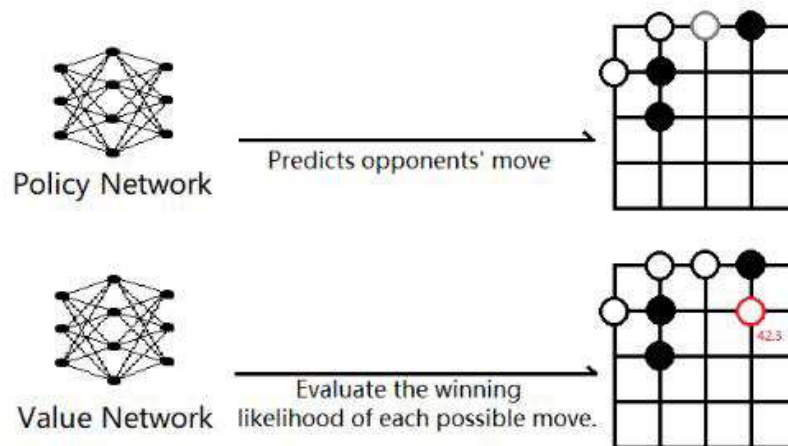 Predicts opponents' move
Policy Network
42.3
Evaluate the winning
likelihood of each possible move.
Value Network